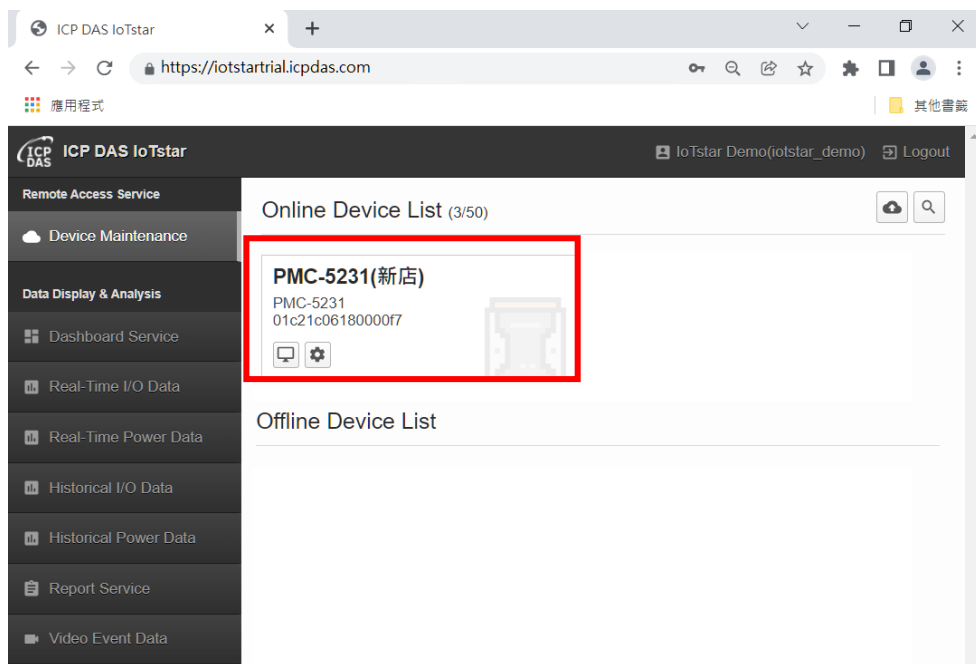 ICP DAS IoTstar
https://iotstartrial.icpdas.com
應用程式
其他書籤
ICP DAS
ICP DAS IoTstar
IoTstar Demo(iotstar_demo)
Logout
Remote Access Service
Device Maintenance
Data Display & Analysis
Dashboard Service
Real-Time I/O Data
Real-Time Power Data
Historical I/O Data
Historical Power Data
Report Service
Video Event Data
Online Device List (3/50)
PMC-5231(新店)
PMC-5231
01c21c06180000f7
Offline Device List